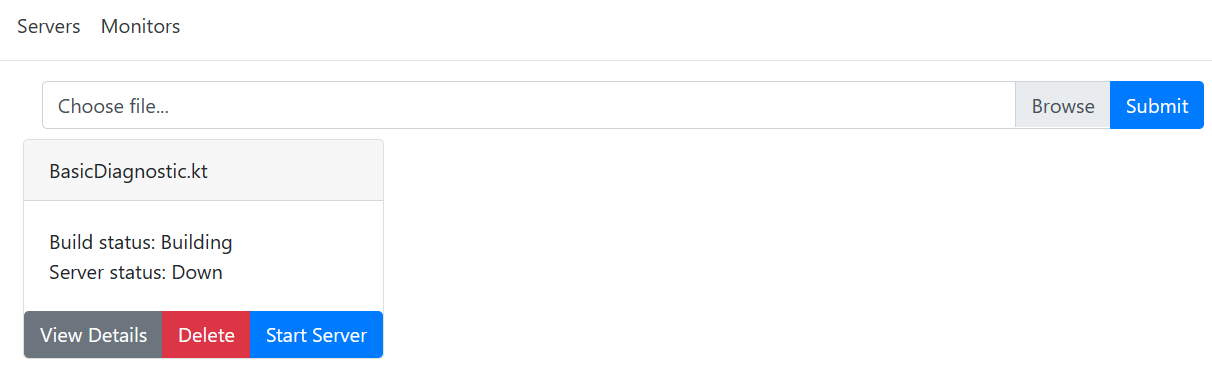 Servers Monitors
Choose file... Browse Submit
BasicDiagnostic.kt
Build status: Building
Server status: Down
View Details Delete Start Server